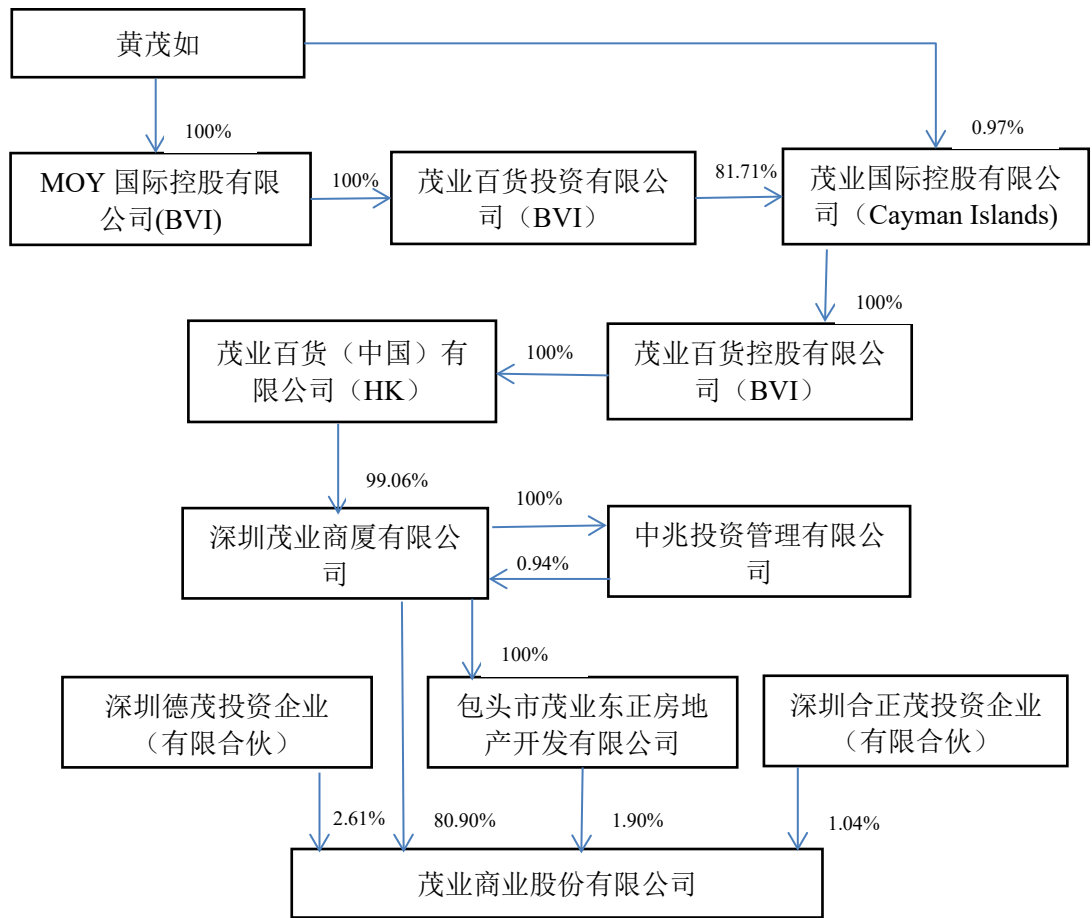 黄茂如
100%
0.97%
MOY 国际控股有限
公司(BVI)
100%
茂业百货投资有限公
司（BVI）
81.71%
茂业国际控股有限公
司（Cayman Islands)
100%
茂业百货（中国）有
限公司（HK）
100%
茂业百货控股有限公
司（BVI）
99.06%
深圳茂业商厦有限公
司
100%
0.94%
中兆投资管理有限公
司
100%
深圳德茂投资企业
（有限合伙）
包头市茂业东正房地
产开发有限公司
深圳合正茂投资企业
（有限合伙）
2.61%
80.90%
1.90%
1.04%
茂业商业股份有限公司